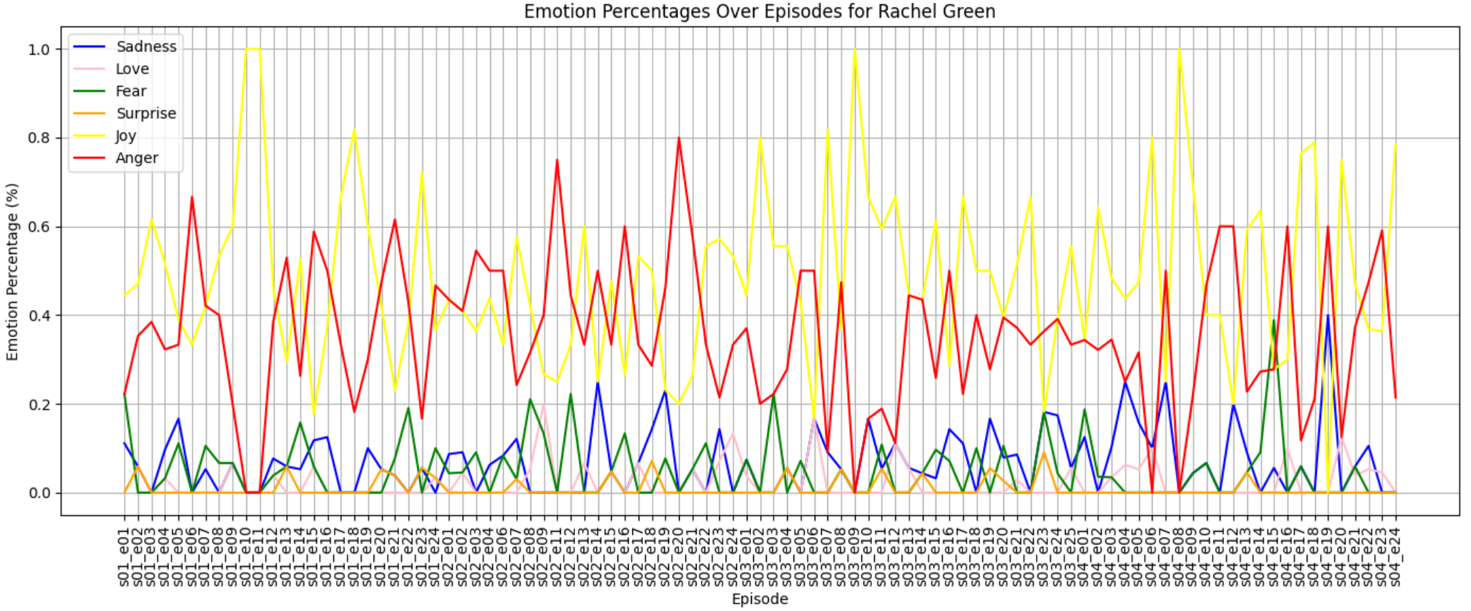 Emotion Percentages Over Episodes for Rachel Green
Sadness
Love
Fear
Surprise
Joy
Anger
Emotion Percentage (%)
1.0
0.8
0.6
0.4
0.2
0.0
s01_e01
s01_e02
s01_e03
s01_e04
s01_e05
s01_e06
s01_e07
s01_e08
s01_e09
s01_e10
s01_e11
s01_e12
s01_e13
s01_e14
s01_e15
s01_e16
s01_e17
s01_e18
s01_e19
s01_e20
s01_e21
s01_e22
s01_e23
s01_e24
s02_e01
s02_e02
s02_e03
s02_e04
s02_e06
s02_e07
s02_e08
s02_e09
s02_e11
s02_e12
s02_e13
s02_e14
s02_e15
s02_e16
s02_e17
s02_e18
s02_e19
s02_e20
s02_e21
s02_e22
s02_e23
s02_e24
s03_e01
s03_e02
s03_e03
s03_e04
s03_e05
s03_e06
s03_e07
s03_e08
s03_e09
s03_e10
s03_e11
s03_e12
s03_e13
s03_e14
s03_e15
s03_e16
s03_e17
s03_e18
s03_e19
s03_e20
s03_e21
s03_e22
s03_e23
s03_e24
s03_e25
s04_e01
s04_e02
s04_e03
s04_e04
s04_e05
s04_e06
s04_e07
s04_e08
s04_e09
s04_e10
s04_e11
s04_e12
s04_e13
s04_e14
s04_e15
s04_e16
s04_e17
s04_e18
s04_e19
s04_e20
s04_e21
s04_e22
s04_e23
s04_e24
Episode